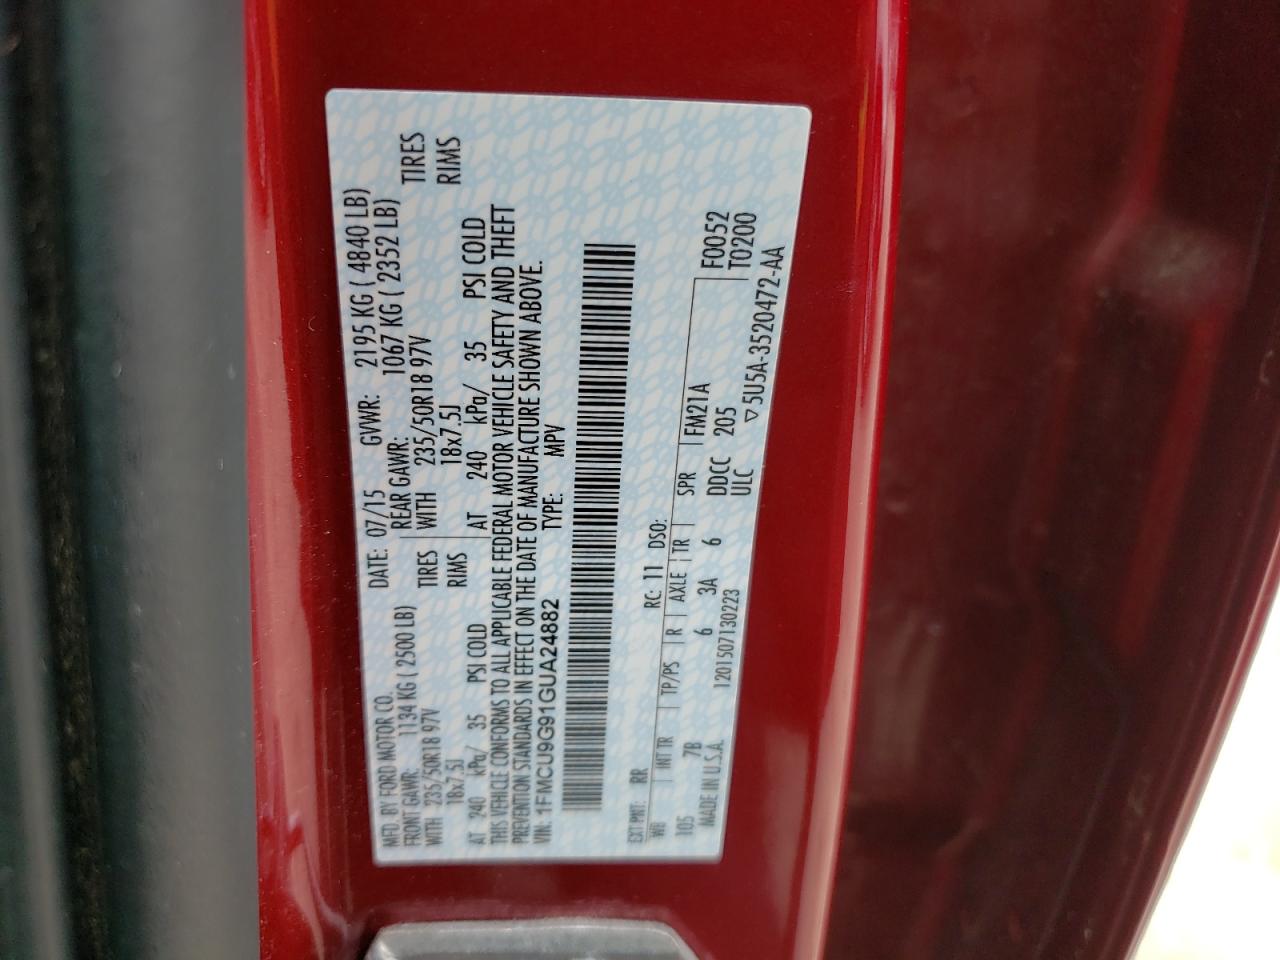 MFD. BY FORD MOTOR CO.
DATE: 07/15 GVWR: 2195 KG ( 4840 LB)
FRONT GAWR: 1134 KG ( 2500 LB) REAR GAWR: 1067 KG ( 2352 LB)
WITH 235/50R18 97V TIRES WITH 235/50R18 97V TIRES
18x7.5J RIMS 18x7.5J RIMS
AT 240 kPa/ 35 PSI COLD AT 240 kPa/ 35 PSI COLD
THIS VEHICLE CONFORMS TO ALL APPLICABLE FEDERAL MOTOR VEHICLE SAFETY AND THEFT
PREVENTION STANDARDS IN EFFECT ON THE DATE OF MANUFACTURE SHOWN ABOVE.
VIN: 1FMCU9G91GUA24882 TYPE: MPV
EXT PNT: RR RC: 11 DSO:
WB INT TR TP/PS R AXLE TR SPR FM21A F0052
105 7B 6 3A 6 DDCC 205 T0200
MADE IN U.S.A. 1201507130223 ULC ▽5U5A-3520472-AA